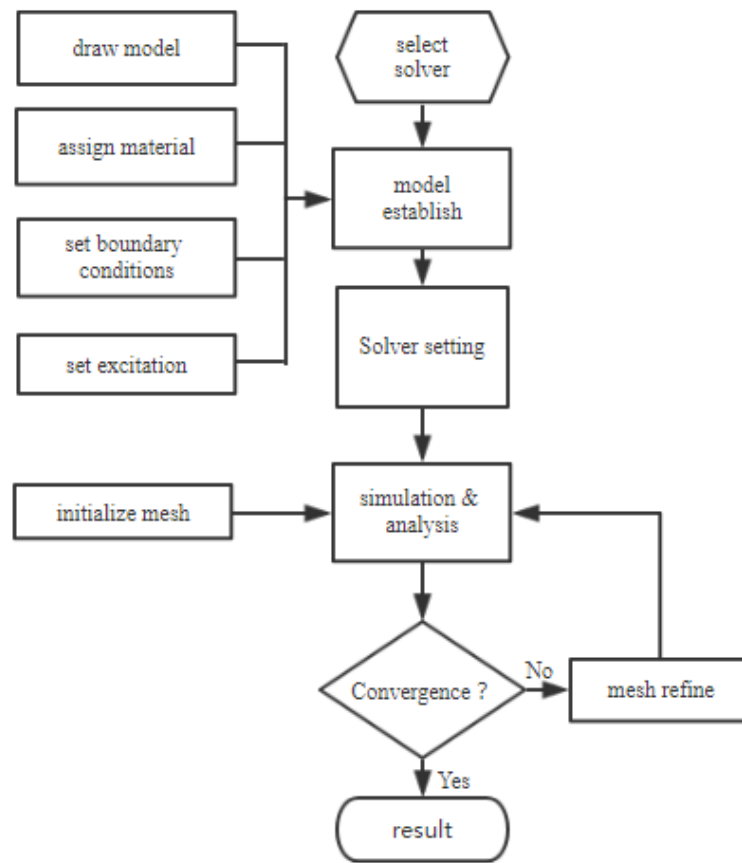 draw model
select
solver
assign material
model
establish
set boundary
conditions
Solver setting
set excitation
simulation &
analysis
initialize mesh
Convergence ?
No
mesh refine
Yes
result